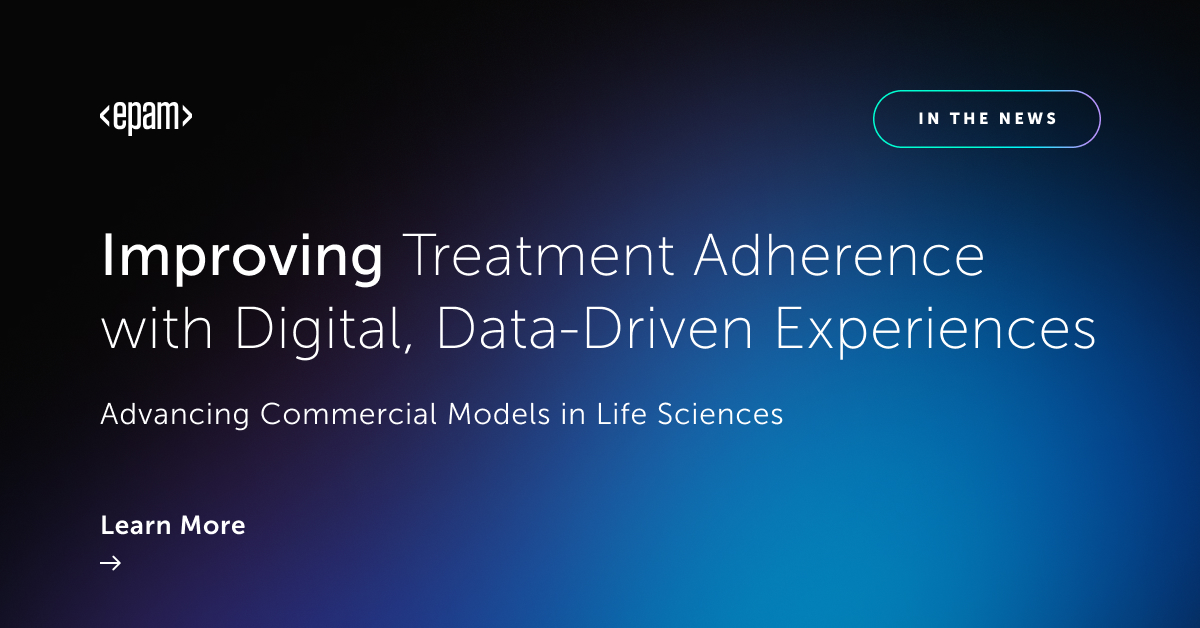 <epam>
IN THE NEWS
Improving Treatment Adherence
with Digital, Data-Driven Experiences
Advancing Commercial Models in Life Sciences
Learn More
→